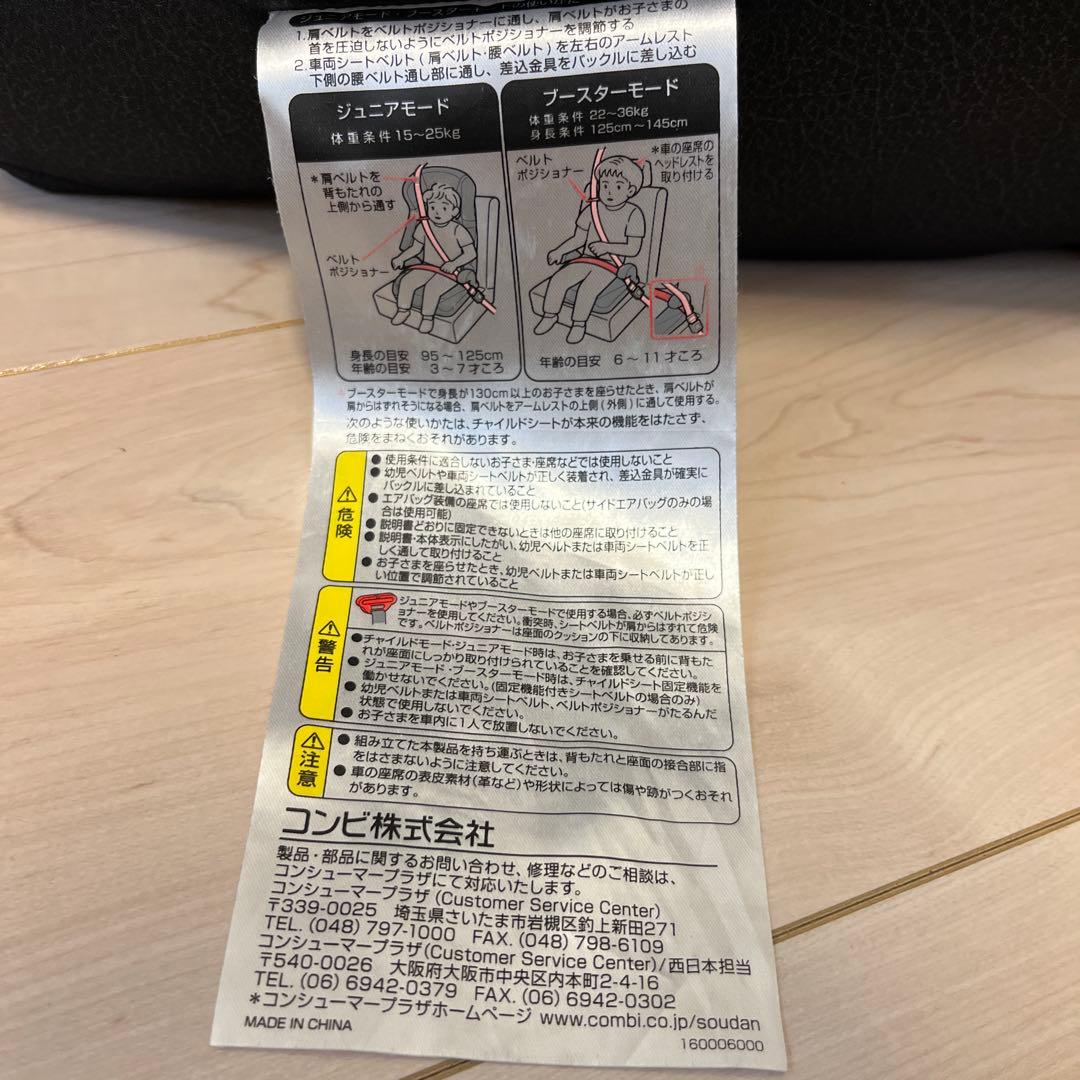 ジュニアモード・ブースターモードの使いかた
1.肩ベルトをベルトポジショナーに通し、肩ベルトがお子さまの
首を圧迫しないようにベルトポジショナーを調節する
2.車両シートベルト(肩ベルト・腰ベルト)を左右のアームレスト
下側の腰ベルト通し部に通し、差込金具をバックルに差し込む
ジュニアモード
体重条件 15〜25kg
*肩ベルトを
背もたれの
上側から通す
ベルト
ポジショナー
身長の目安 95〜125cm
年齢の目安 3〜7才ころ
ブースターモード
体重条件 22〜36kg
身長条件 125cm〜145cm
ベルト
ポジショナー
*車の座席の
ヘッドレストを
取り付ける
年齢の目安 6〜11才ころ
*ブースターモードで身長が130cm以上のお子さまを座らせたとき、肩ベルトが
肩からはずれそうになる場合、肩ベルトをアームレストの上側(外側)に通して使用する。
次のような使いかたは、チャイルドシートが本来の機能をはたさず、
危険をまねくおそれがあります。
危険
●使用条件に適合しないお子さま・座席などでは使用しないこと
●幼児ベルトや車両シートベルトが正しく装着され、差込金具が確実に
バックルに差し込まれていること
●エアバッグ装備の座席では使用しないこと(サイドエアバッグのみの場
合は使用可能)
●説明書どおりに固定できないときは他の座席に取り付けること
●説明書・本体表示にしたがい、幼児ベルトまたは車両シートベルトを正
しく通して取り付けること
●お子さまを座らせたとき、幼児ベルトまたは車両シートベルトが正し
い位置で調節されていること
警告
ジュニアモードやブースターモードで使用する場合、必ずベルトポジシ
ョナーを使用してください。衝突時、シートベルトが肩からはずれて危険
です。ベルトポジショナーは座面のクッションの下に収納してあります。
●チャイルドモード・ジュニアモード時は、お子さまを乗せる前に背もた
れが座面にしっかり取り付けられていることを確認してください。
●ジュニアモード・ブースターモード時は、チャイルドシート固定機能を
働かせないでください。(固定機能付きシートベルトの場合のみ)
●幼児ベルトまたは車両シートベルト、ベルトポジショナーがたるんだ
状態で使用しないでください。
●お子さまを車内に1人で放置しないでください。
注意
●組み立てた本製品を持ち運ぶときは、背もたれと座面の接合部に指
をはさまないように注意してください。
●車の座席の表皮素材(革など)や形状によっては傷や跡がつくおそれ
があります。
コンビ株式会社
製品・部品に関するお問い合わせ、修理などのご相談は、
コンシューマープラザにて対応いたします。
コンシューマープラザ(Customer Service Center)
〒339-0025 埼玉県さいたま市岩槻区釣上新田271
TEL. (048) 797-1000 FAX. (048) 798-6109
コンシューマープラザ(Customer Service Center)/西日本担当
〒540-0026 大阪府大阪市中央区内本町2-4-16
TEL. (06) 6942-0379 FAX. (06) 6942-0302
*コンシューマープラザホームページ www.combi.co.jp/soudan
MADE IN CHINA
160006000